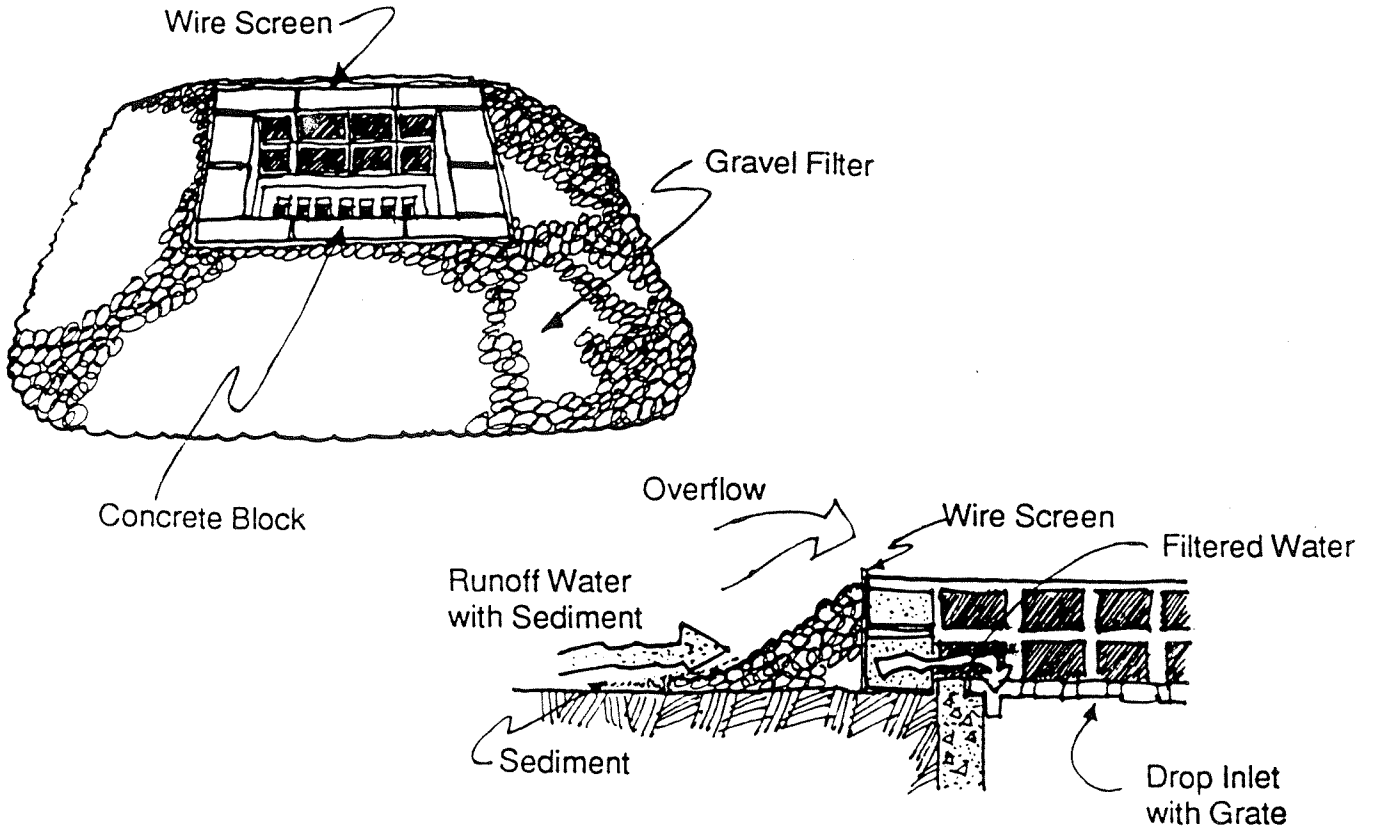 Wire Screen
Gravel Filter
Concrete Block
Overflow
Wire Screen
Filtered Water
Runoff Water
with Sediment
Sediment
Drop Inlet
with Grate